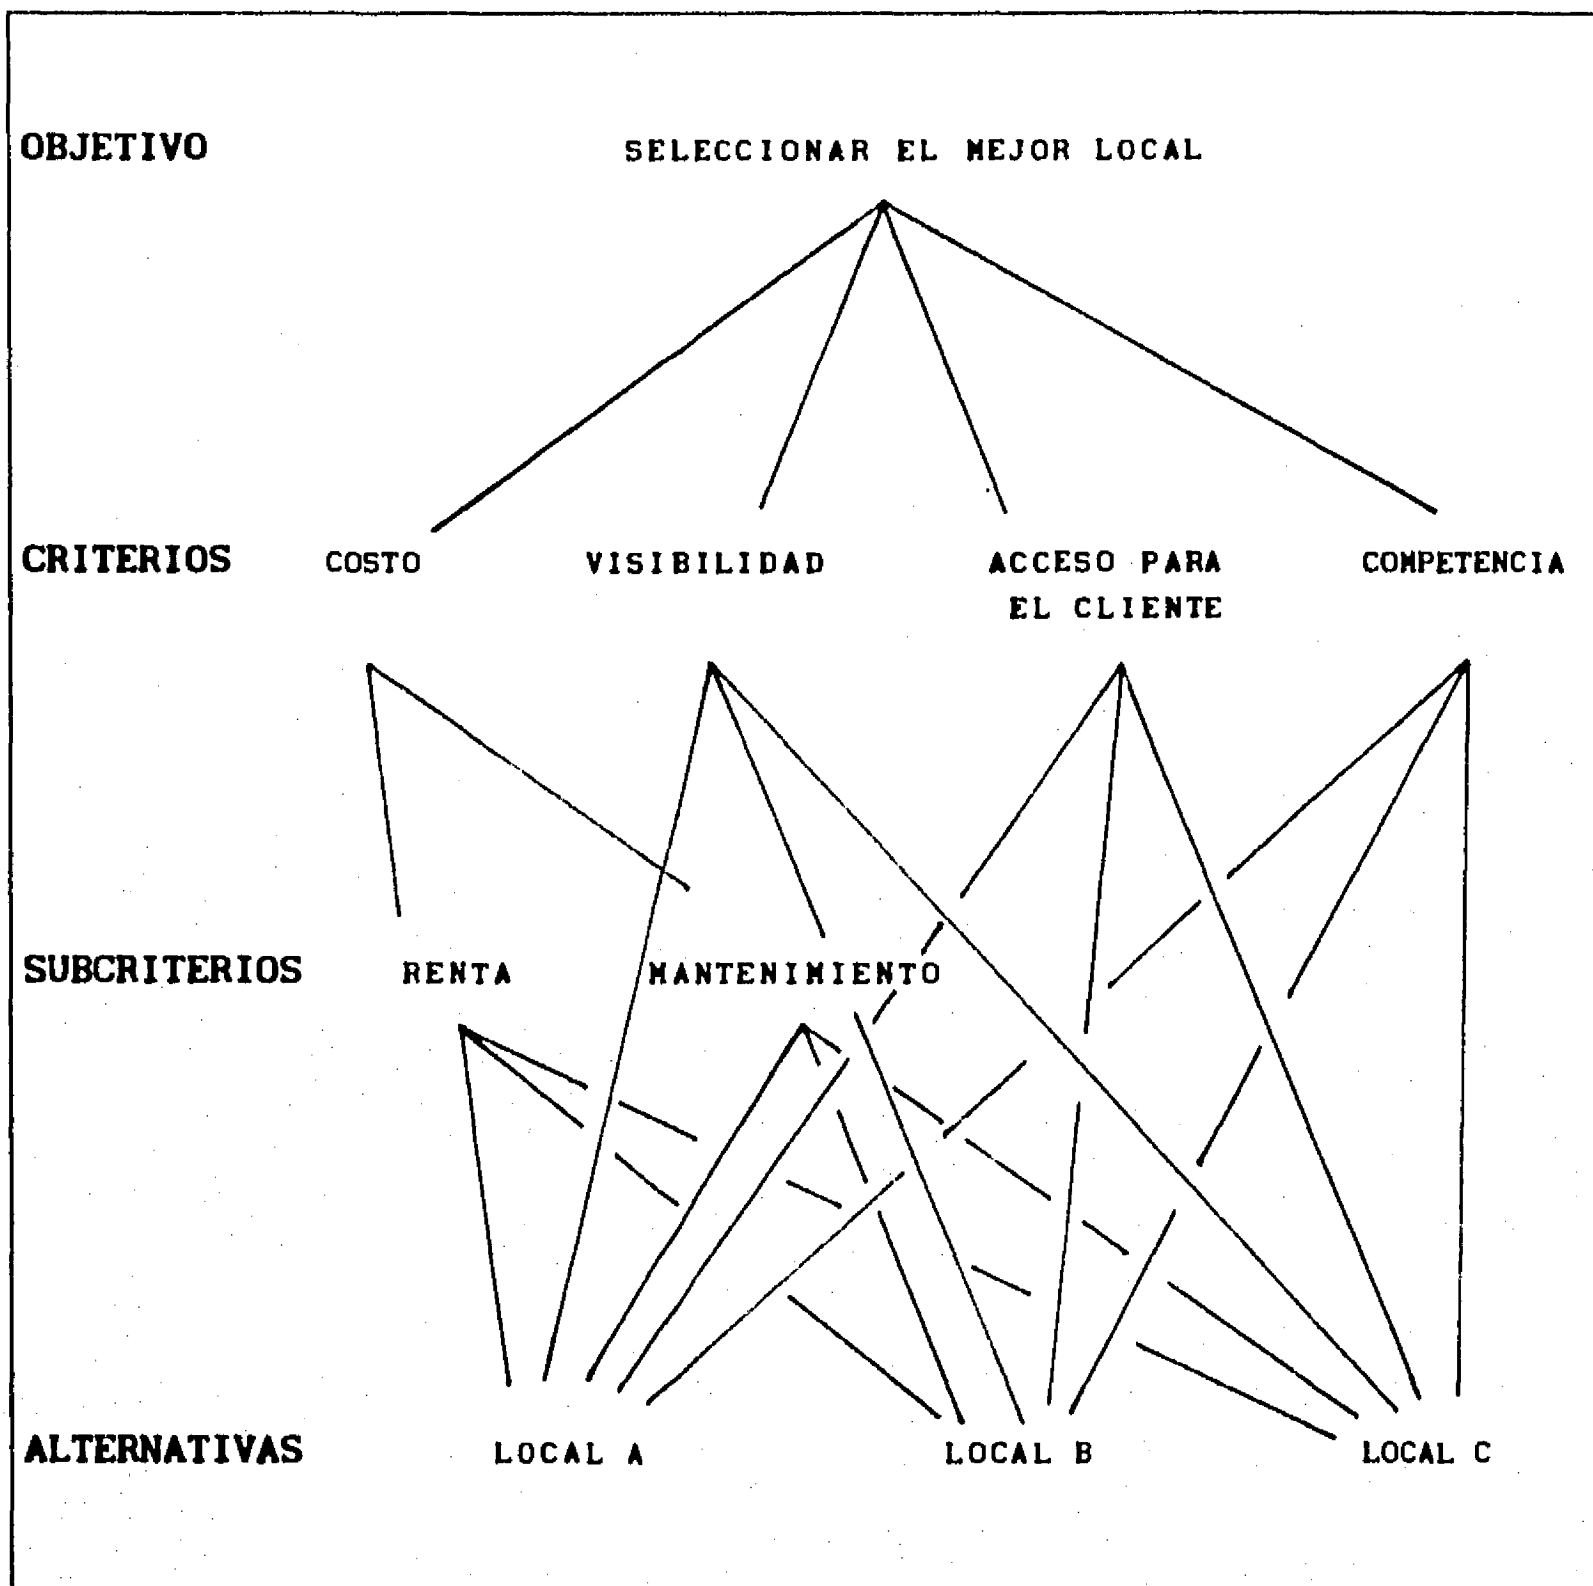 OBJETIVO SELECCIONAR EL MEJOR LOCAL
CRITERIOS COSTO VISIBILIDAD ACCESO PARA COMPETENCIA
EL CLIENTE
SUBCRITERIOS RENTA MANTENIMIENTO
ALTERNATIVAS LOCAL A LOCAL B LOCAL C